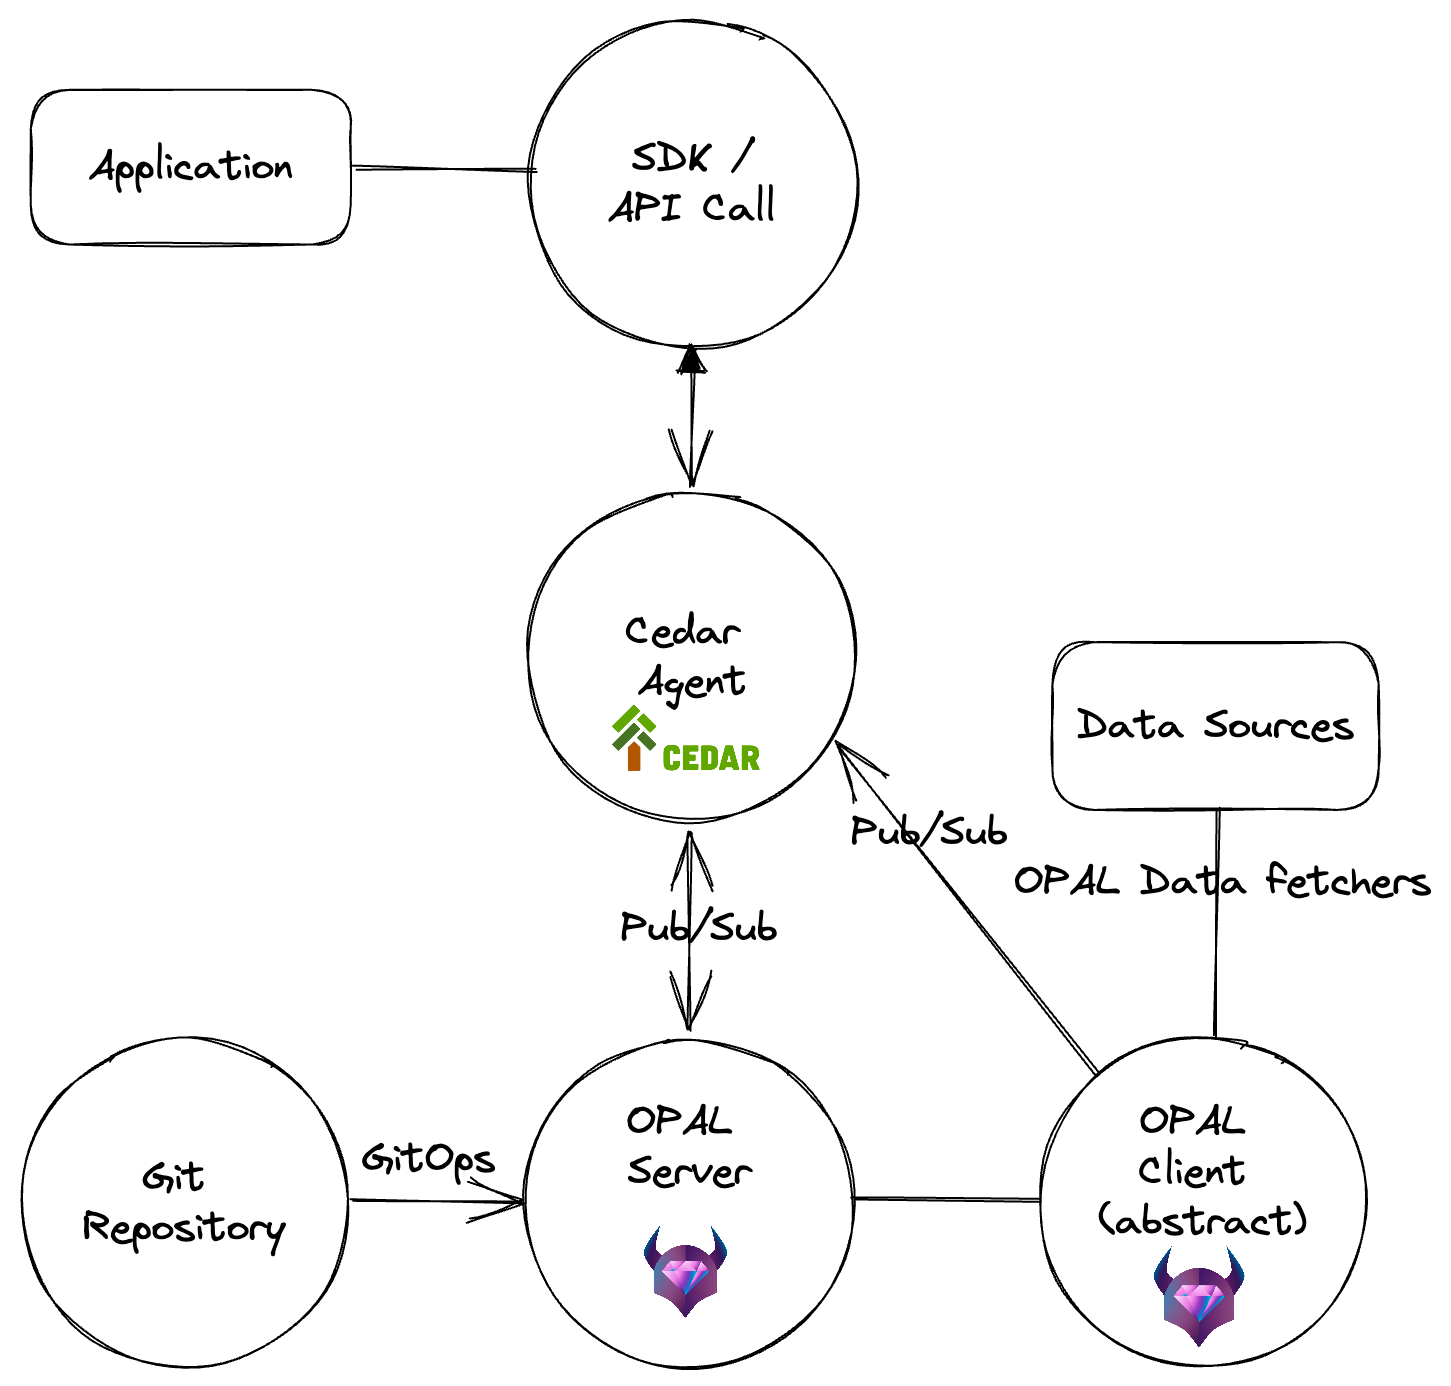 Application
SDK /
API Call
Cedar
Agent
CEDAR
Data Sources
Pub/Sub
OPAL Data fetchers
Pub/Sub
Git
Repository
GitOps
OPAL
Server
OPAL
Client
(abstract)